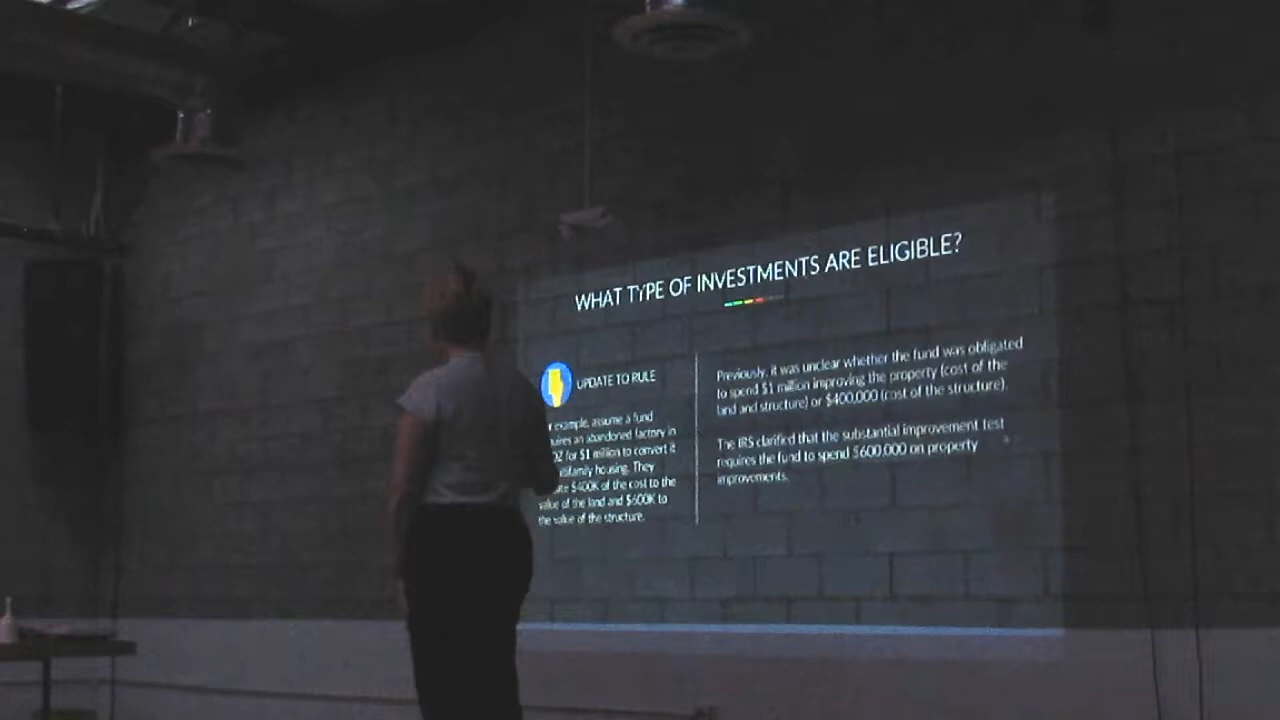 WHAT TYPE OF INVESTMENTS ARE ELIGIBLE?
UPDATE TO RULE
example, assume a fund
an abandoned factory in
for $1 million to convert it
housing. They
$400K of the cost to the
value of the land and $600K to
the value of the structure.
Previously, it was unclear whether the fund was obligated
to spend $1 million improving the property (cost of the
land and structure) or $400,000 (cost of the structure).
The IRS clarified that the substantial improvement test
requires the fund to spend $600,000 on property
improvements.